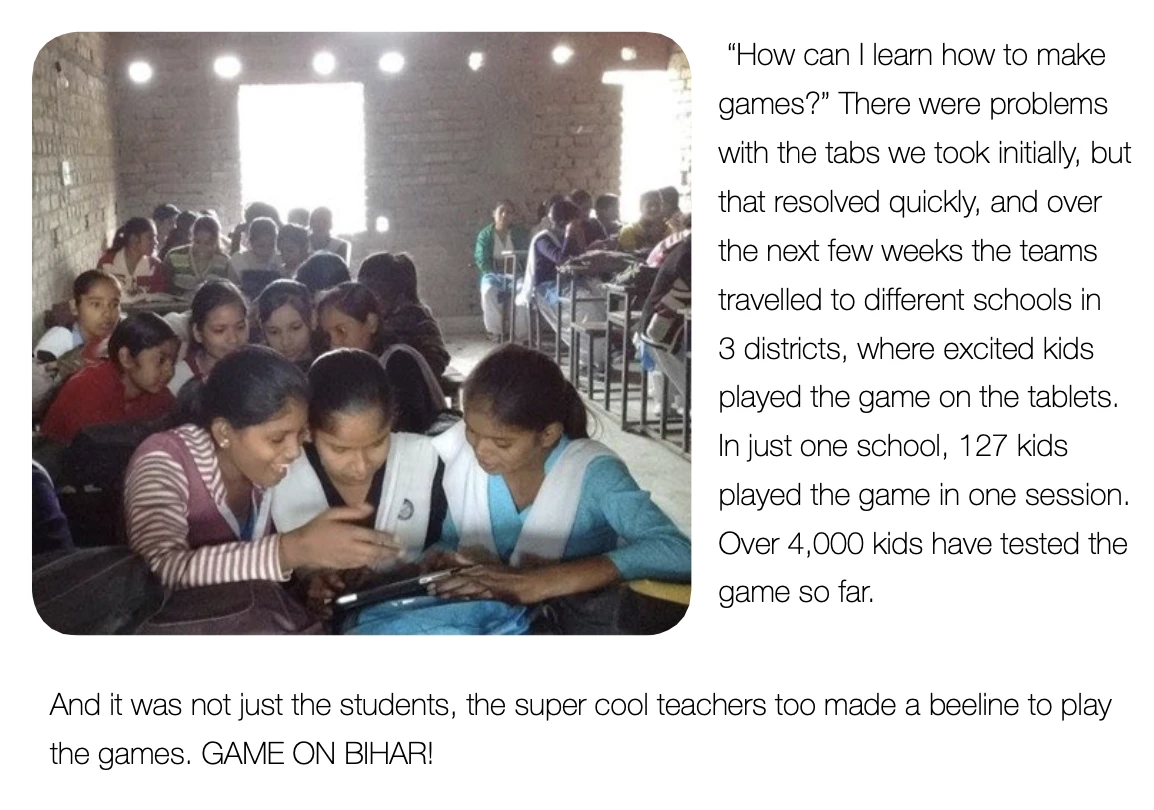 “How can I learn how to make
games?” There were problems
with the tabs we took initially, but
that resolved quickly, and over
the next few weeks the teams
travelled to different schools in
3 districts, where excited kids
played the game on the tablets.
In just one school, 127 kids
played the game in one session.
Over 4,000 kids have tested the
game so far.
And it was not just the students, the super cool teachers too made a beeline to play
the games. GAME ON BIHAR!